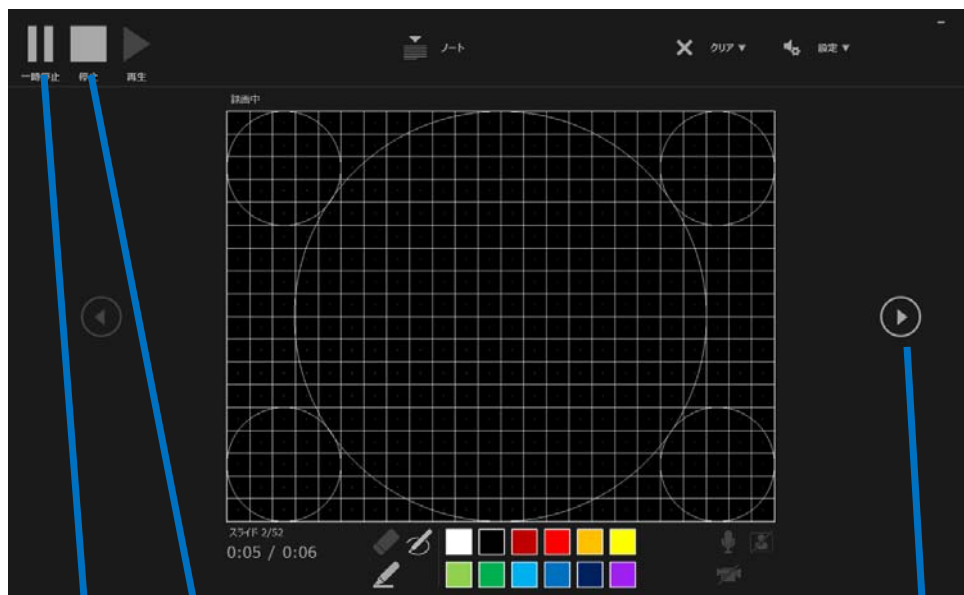 一時停止
停止
再生
ノート
クリア ▼
設定 ▼
録画中
スライド 2/52
0:05 / 0:06